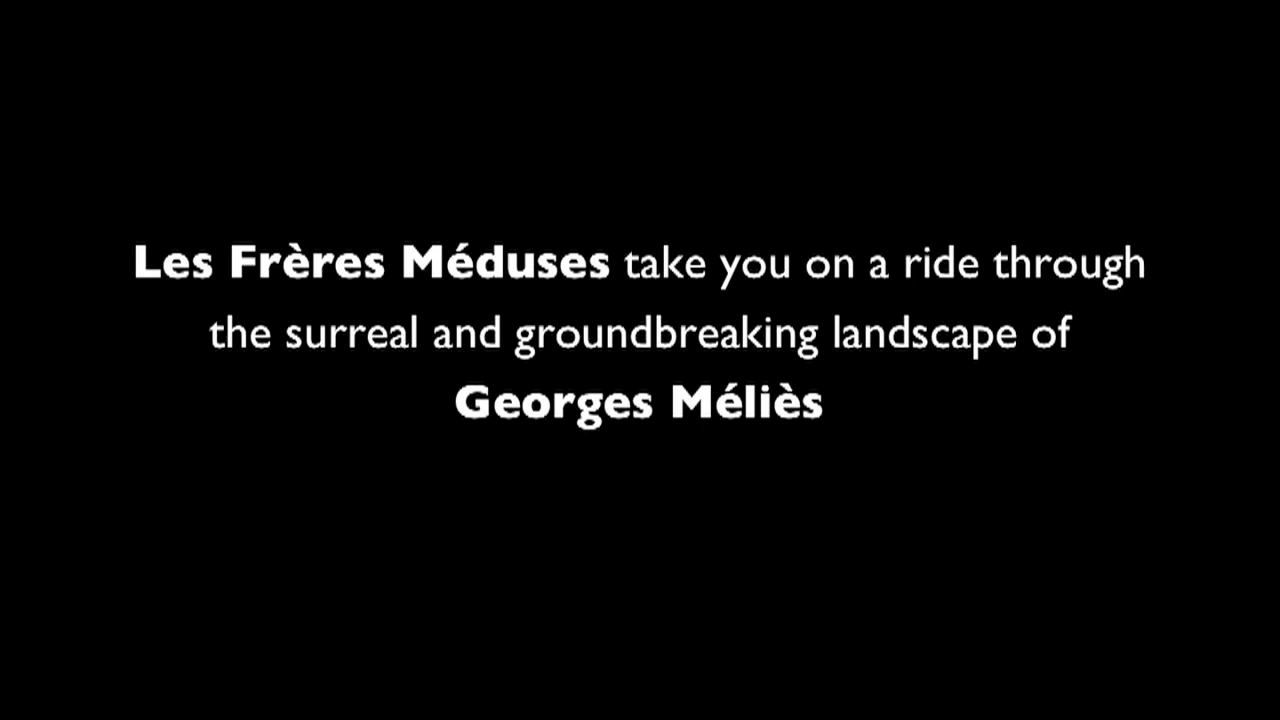 Les Frères Méduses take you on a ride through
the surreal and groundbreaking landscape of
Georges Méliès